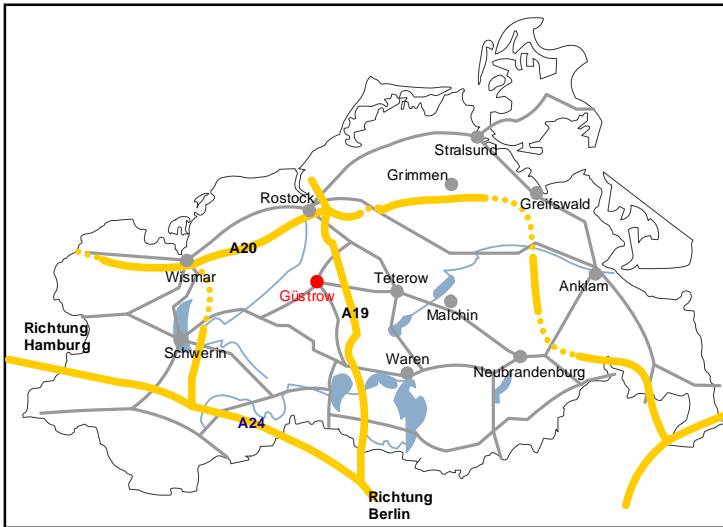 Stralsund
Grimmen
Rostock
Greifswald
A20
Wismar
Teterow
Anklam
Güstrow
A19
Malchin
Richtung
Hamburg
Schwerin
Waren
Neubrandenburg
A24
Richtung
Berlin